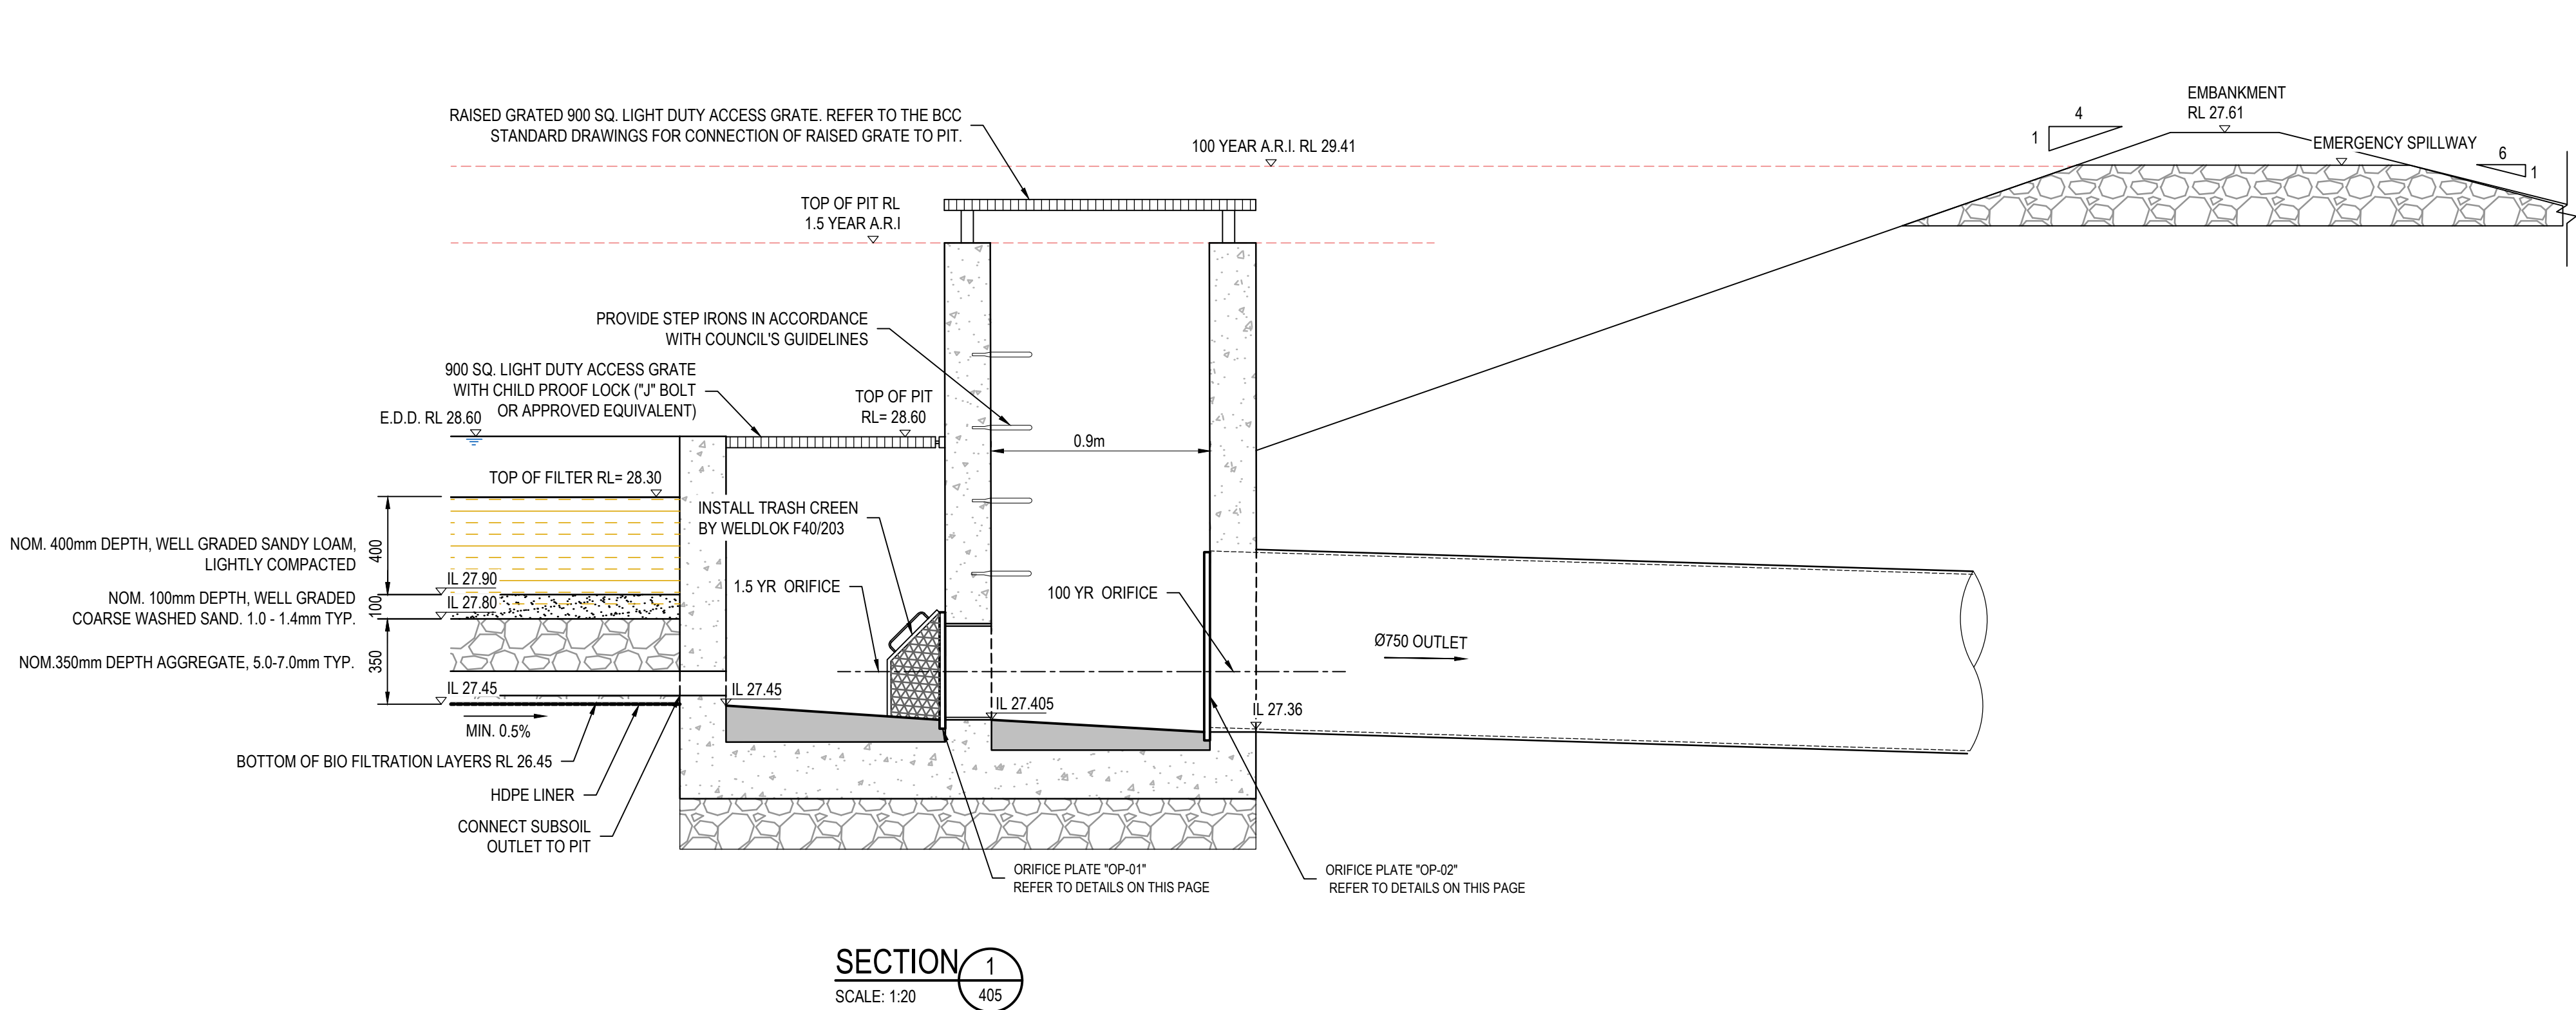 RAISED GRATED 900 SQ. LIGHT DUTY ACCESS GRATE. REFER TO THE BCC
STANDARD DRAWINGS FOR CONNECTION OF RAISED GRATE TO PIT.
100 YEAR A.R.I. RL 29.41
EMBANKMENT
RL 27.61
4
1
EMERGENCY SPILLWAY
6
1
TOP OF PIT RL
1.5 YEAR A.R.I
PROVIDE STEP IRONS IN ACCORDANCE
WITH COUNCIL'S GUIDELINES
900 SQ. LIGHT DUTY ACCESS GRATE
WITH CHILD PROOF LOCK ("J" BOLT
OR APPROVED EQUIVALENT)
TOP OF PIT
RL= 28.60
E.D.D. RL 28.60
0.9m
TOP OF FILTER RL= 28.30
INSTALL TRASH CREEN
BY WELDLOK F40/203
NOM. 400mm DEPTH, WELL GRADED SANDY LOAM,
LIGHTLY COMPACTED
400
IL 27.90
1.5 YR ORIFICE
100 YR ORIFICE
NOM. 100mm DEPTH, WELL GRADED
COARSE WASHED SAND. 1.0 - 1.4mm TYP.
100
IL 27.80
Ø750 OUTLET
NOM.350mm DEPTH AGGREGATE, 5.0-7.0mm TYP.
350
IL 27.45
IL 27.45
IL 27.405
IL 27.36
MIN. 0.5%
BOTTOM OF BIO FILTRATION LAYERS RL 26.45
HDPE LINER
CONNECT SUBSOIL
OUTLET TO PIT
ORIFICE PLATE "OP-01"
REFER TO DETAILS ON THIS PAGE
ORIFICE PLATE "OP-02"
REFER TO DETAILS ON THIS PAGE
SECTION 1
SCALE: 1:20 405